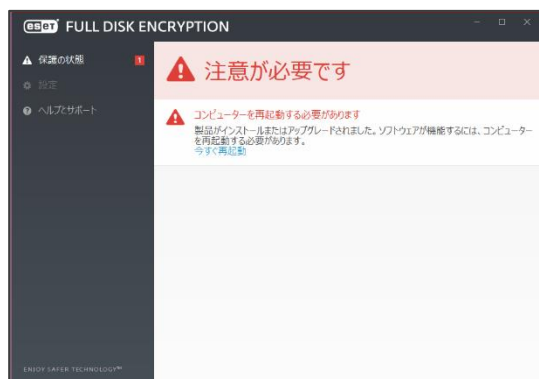 eset FULL DISK ENCRYPTION
保護の状態 1
設定
ヘルプとサポート
注意が必要です
コンピューターを再起動する必要があります
製品がインストールまたはアップグレードされました。ソフトウェアが機能するには、コンピューター
を再起動する必要があります。
今すぐ再起動
ENJOY SAFER TECHNOLOGY™